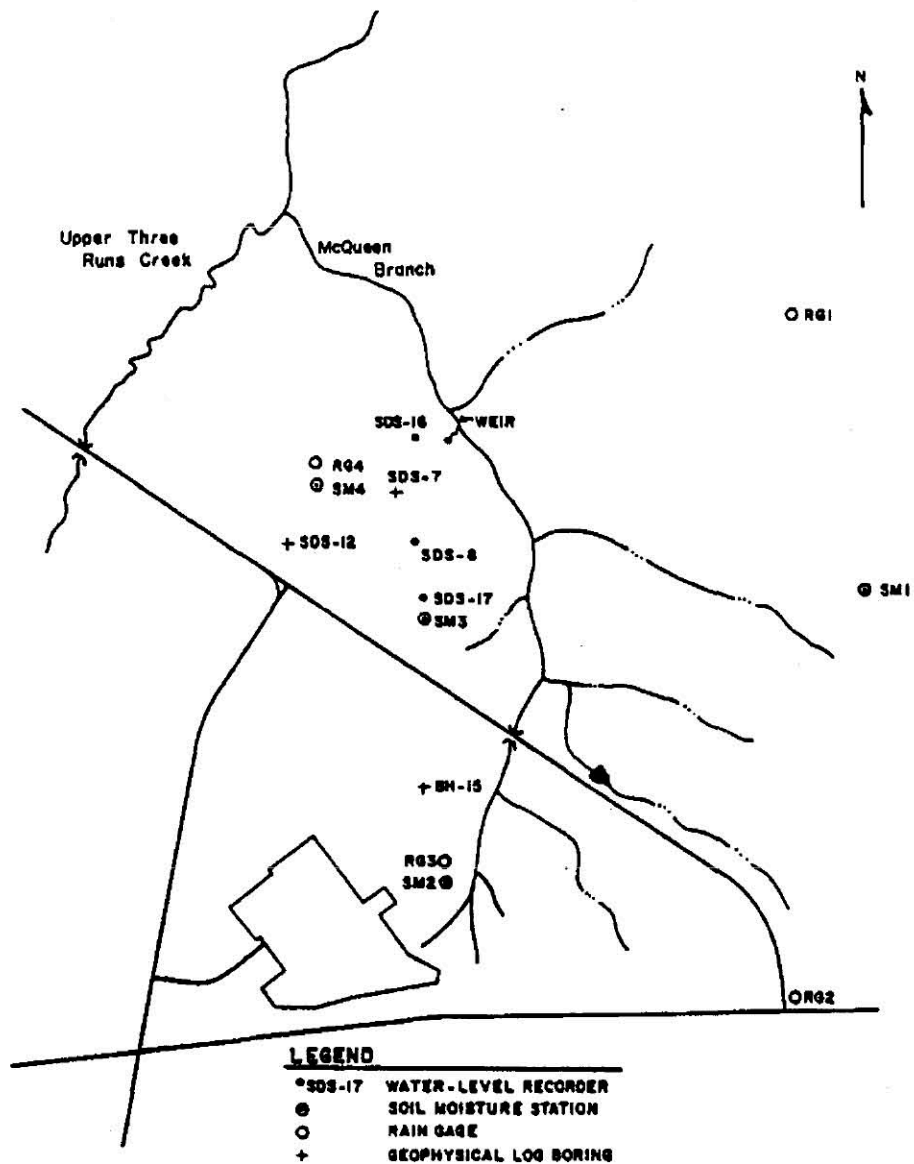 N
Upper Three
Runs Creek
McQueen
Branch
RG1
SDS-16
WEIR
RG4
SDS-7
SM4
SDS-12
SDS-8
SM1
SDS-17
SM3
BH-15
RG3
SM2
RG2
LEGEND
SDS-17 WATER-LEVEL RECORDER
SOIL MOISTURE STATION
RAIN GAGE
GEOPHYSICAL LOG BORING